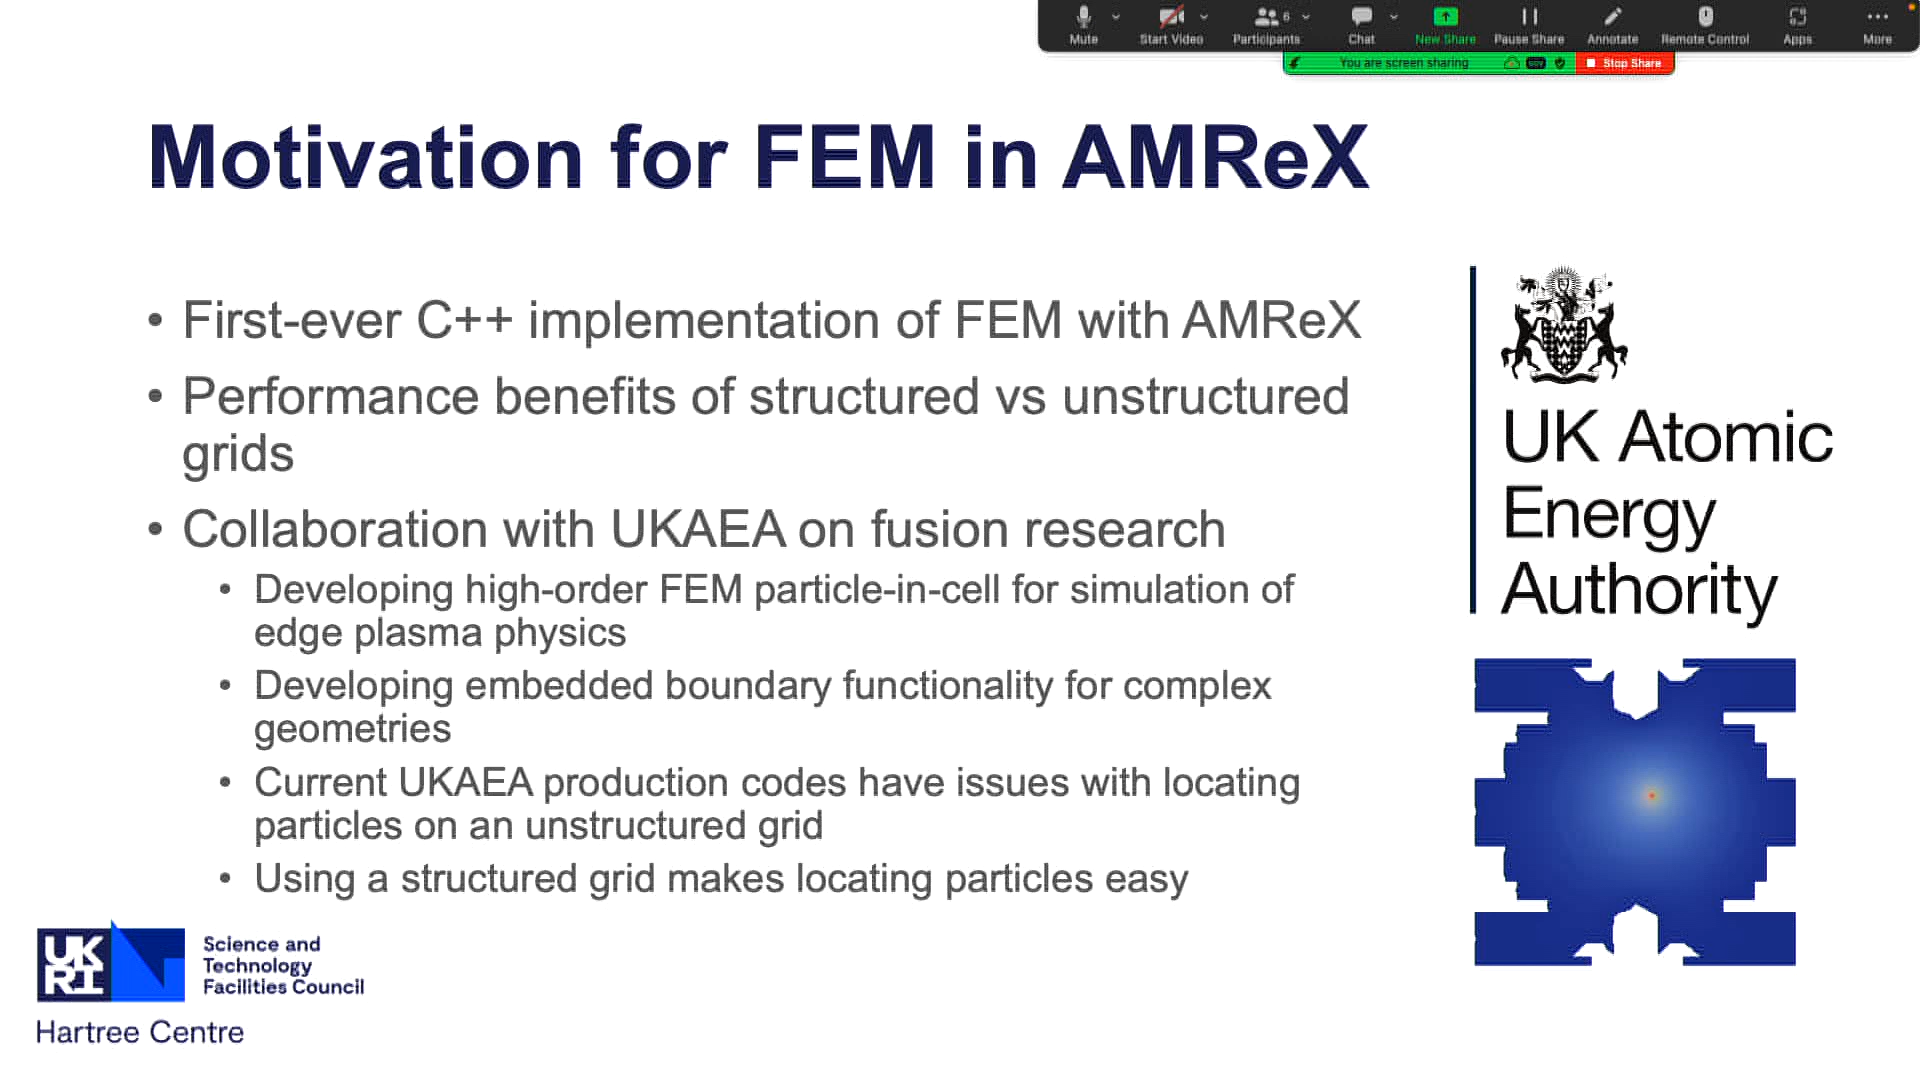 Mute
Start Video
6
Participants
Chat
New Share
Pause Share
Annotate
Remote Control
Apps
More
You are screen sharing
Stop Share
Motivation for FEM in AMReX
• First-ever C++ implementation of FEM with AMReX
• Performance benefits of structured vs unstructured
grids
• Collaboration with UKAEA on fusion research
• Developing high-order FEM particle-in-cell for simulation of
edge plasma physics
• Developing embedded boundary functionality for complex
geometries
• Current UKAEA production codes have issues with locating
particles on an unstructured grid
• Using a structured grid makes locating particles easy
UK Atomic
Energy
Authority
UK
RI
Science and
Technology
Facilities Council
Hartree Centre